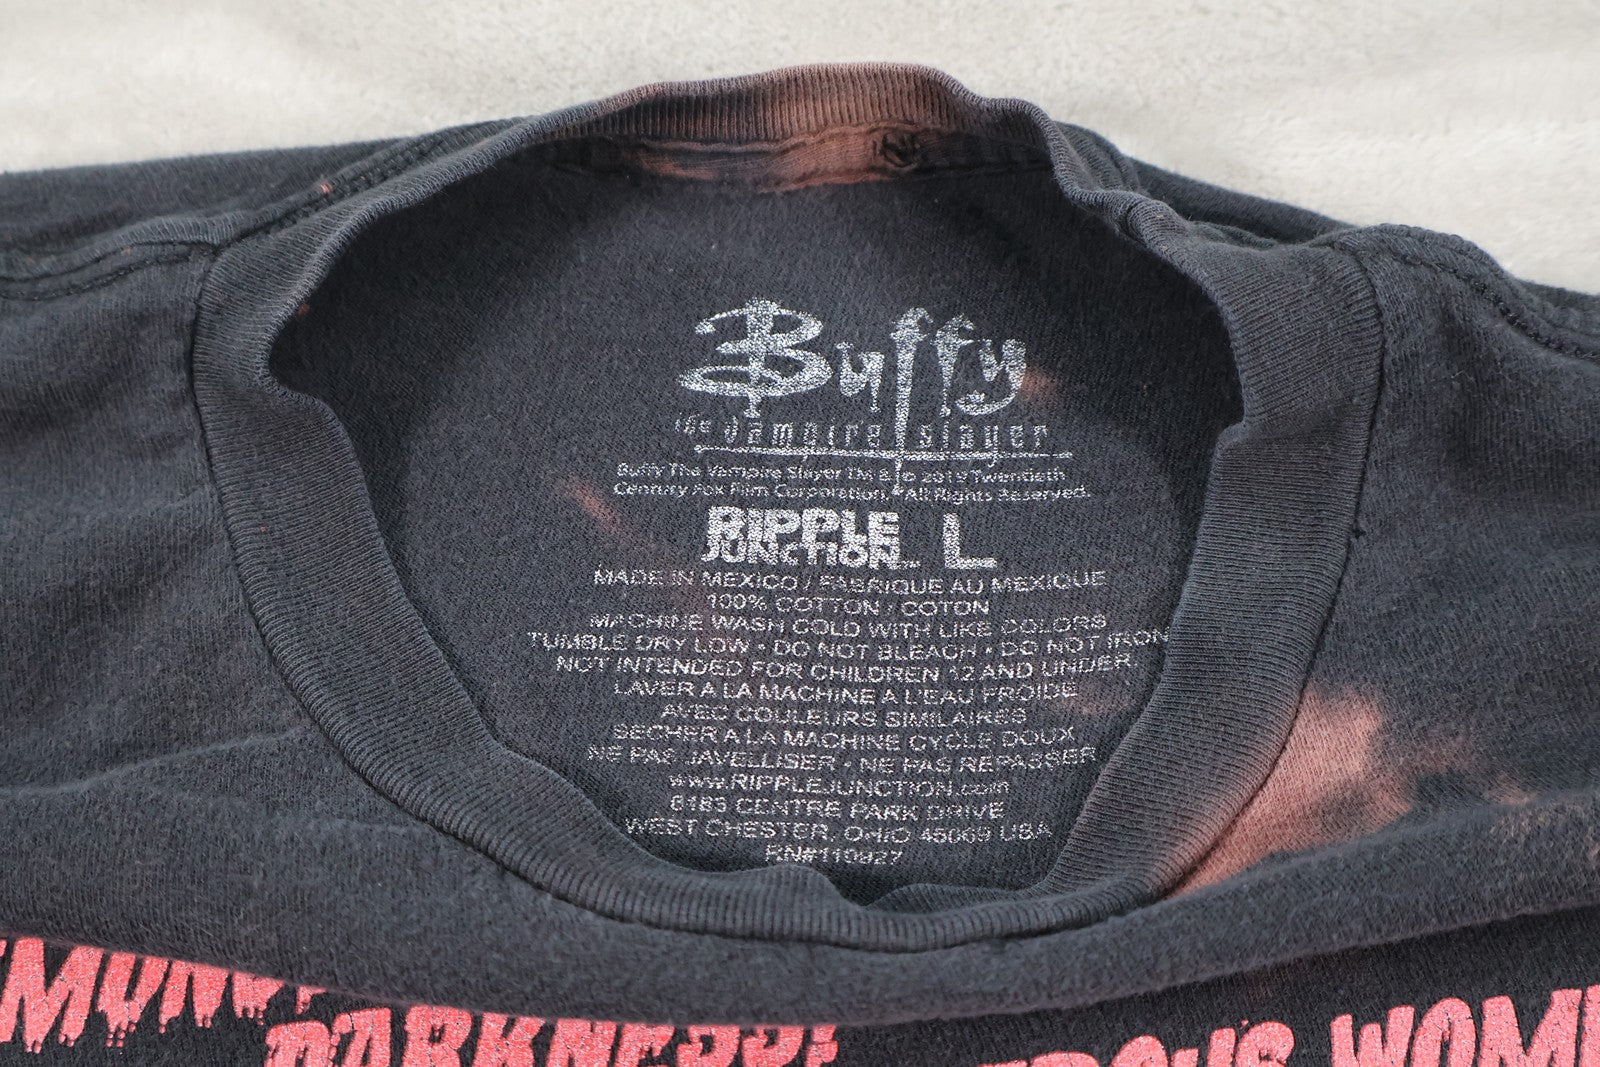 Buffy
the vampire slayer
Buffy The Vampire Slayer TM & © 2019 Twentieth
Century Fox Film Corporation. All Rights Reserved.
RIPPLE
JUNCTION L
MADE IN MEXICO / FABRIQUE AU MEXIQUE
100% COTTON / COTON
MACHINE WASH COLD WITH LIKE COLORS
TUMBLE DRY LOW • DO NOT BLEACH • DO NOT IRON
NOT INTENDED FOR CHILDREN 12 AND UNDER.
LAVER A LA MACHINE A L'EAU FROIDE
AVEC COULEURS SIMILAIRES
SECHER A LA MACHINE CYCLE DOUX
NE PAS JAVELLISER • NE PAS REPASSER
www.RIPPLEJUNCTION.com
8183 CENTRE PARK DRIVE
WEST CHESTER, OHIO 45069 USA
RN#110927
DARKNESS!